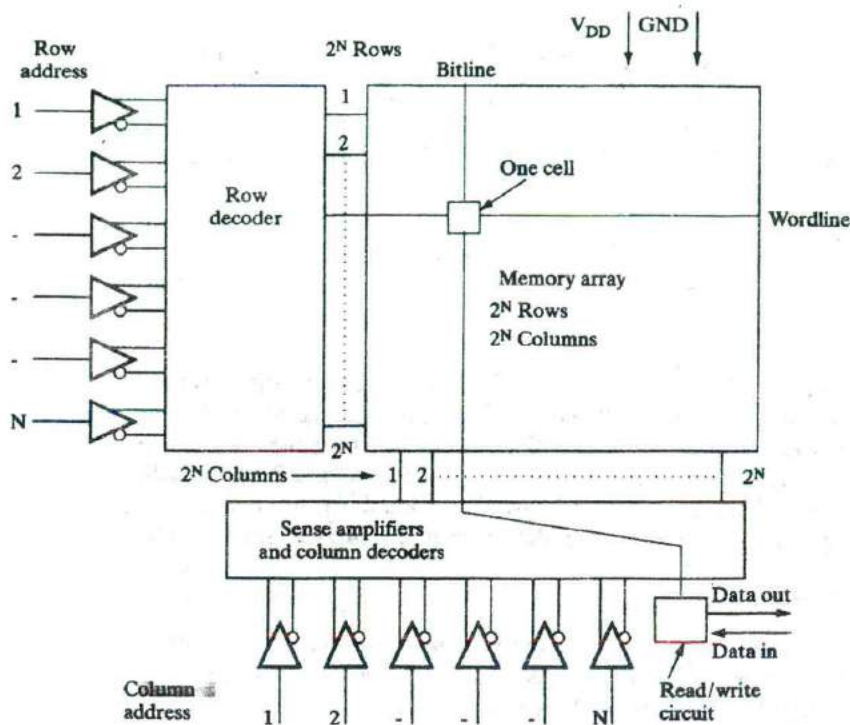 V_DD GND
Row
address
2^N Rows
Bitline
1
2
-
-
-
N
1
2
2^N
Row
decoder
One cell
Wordline
Memory array
2^N Rows
2^N Columns
2^N Columns
1 2 2^N
Sense amplifiers
and column decoders
Data out
Data in
Read/write
circuit
Column
address
1 2 - - - N